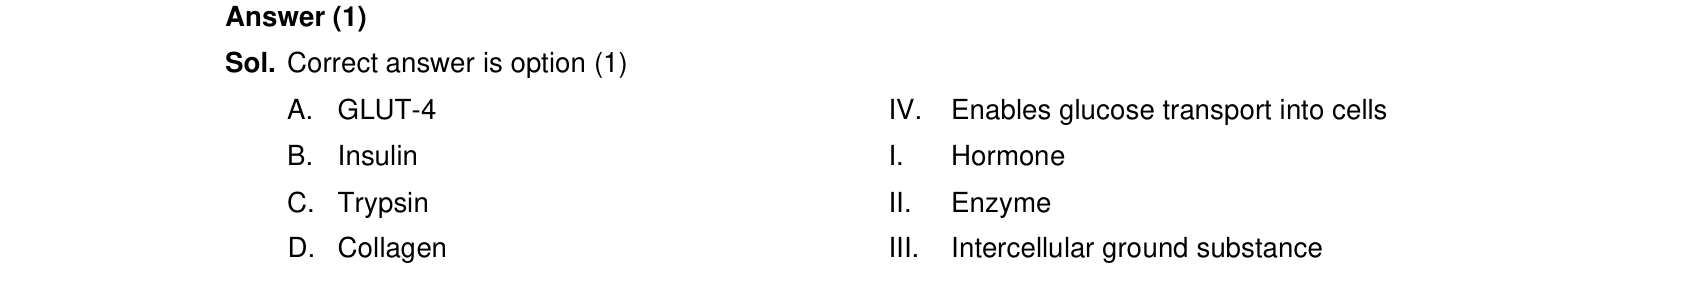 Answer (1)
Sol. Correct answer is option (1)
A. GLUT-4 IV. Enables glucose transport into cells
B. Insulin I. Hormone
C. Trypsin II. Enzyme
D. Collagen III. Intercellular ground substance